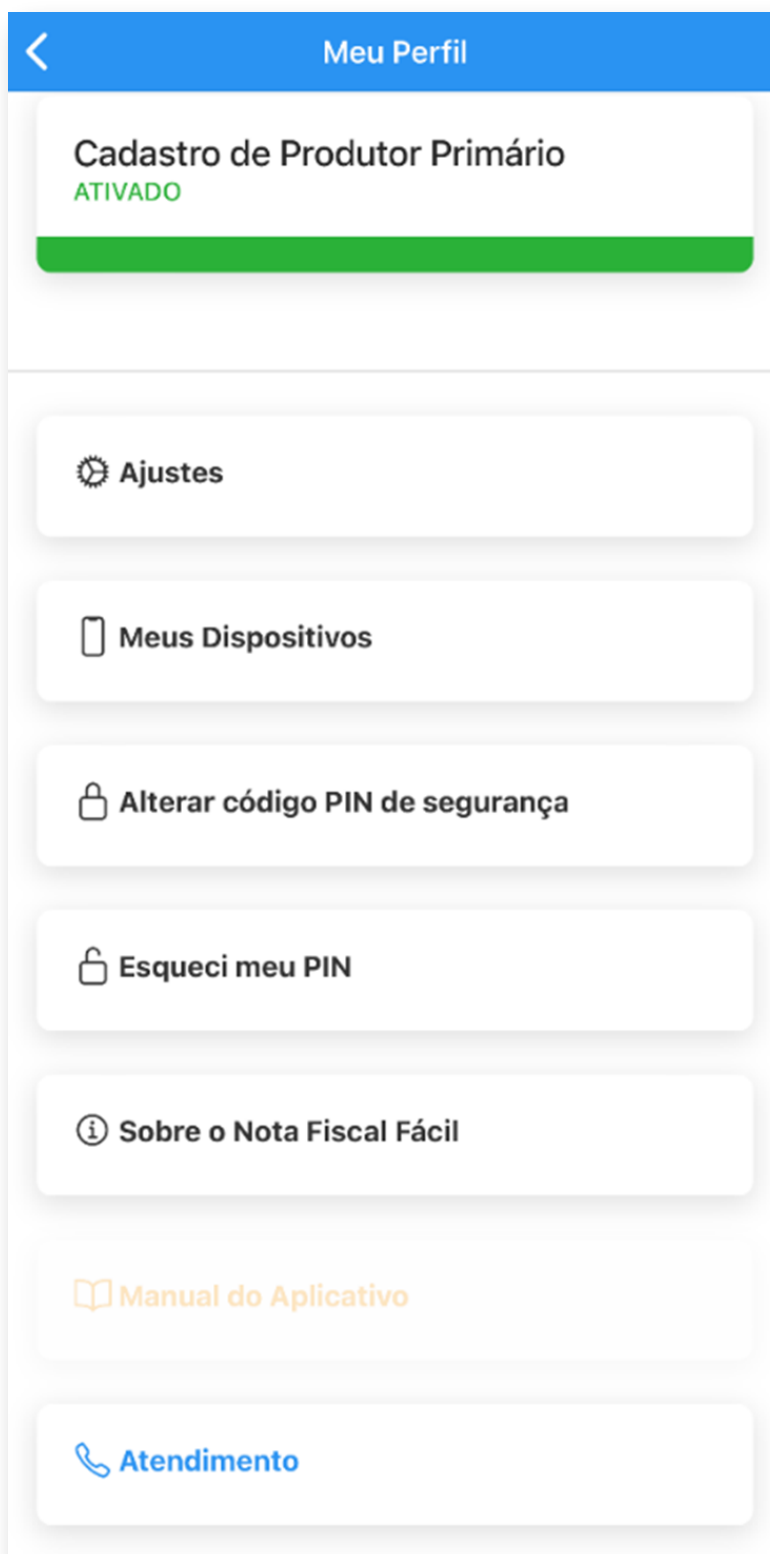 Meu Perfil
Cadastro de Produtor Primário
ATIVADO
Ajustes
Meus Dispositivos
Alterar código PIN de segurança
Esqueci meu PIN
Sobre o Nota Fiscal Fácil
Manual do Aplicativo
Atendimento